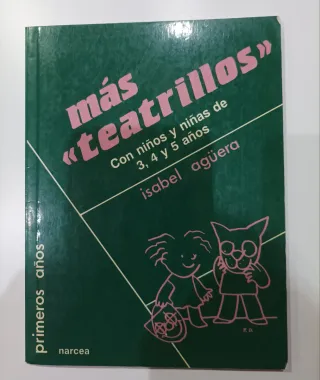 más
«teatrillos»
Con niños y niñas de
3, 4 y 5 años
isabel agüera
primeros años
narcea